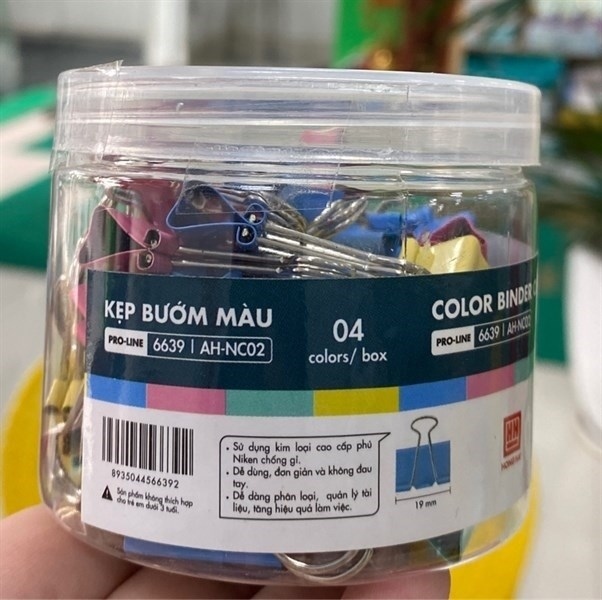 KẸP BƯỚM MÀU
PRO-LINE 6639 | AH-NC02
04
colors/ box
COLOR BINDER
PRO-LINE 6639 | AH-NC02
8935044566392
Sản phẩm không thích hợp
cho trẻ em dưới 3 tuổi.
• Sử dụng kim loại cao cấp phủ
Niken chống gỉ.
• Dễ dùng, đơn giản và không đau
tay.
• Dễ dàng phân loại, quản lý tài
liệu, tăng hiệu quả làm việc.
19 mm
HH